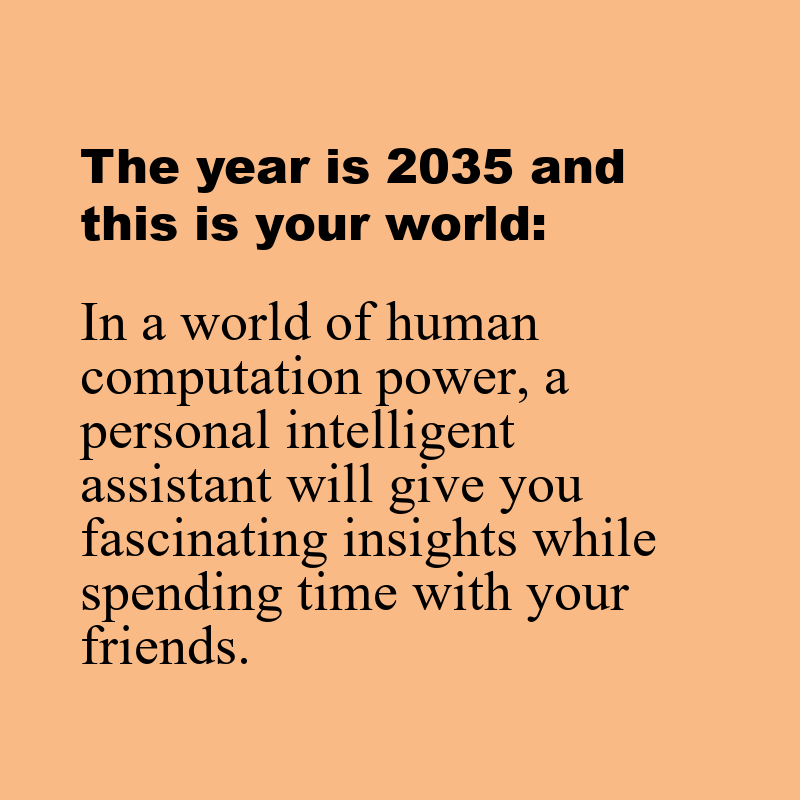 The year is 2035 and
this is your world:
In a world of human
computation power, a
personal intelligent
assistant will give you
fascinating insights while
spending time with your
friends.